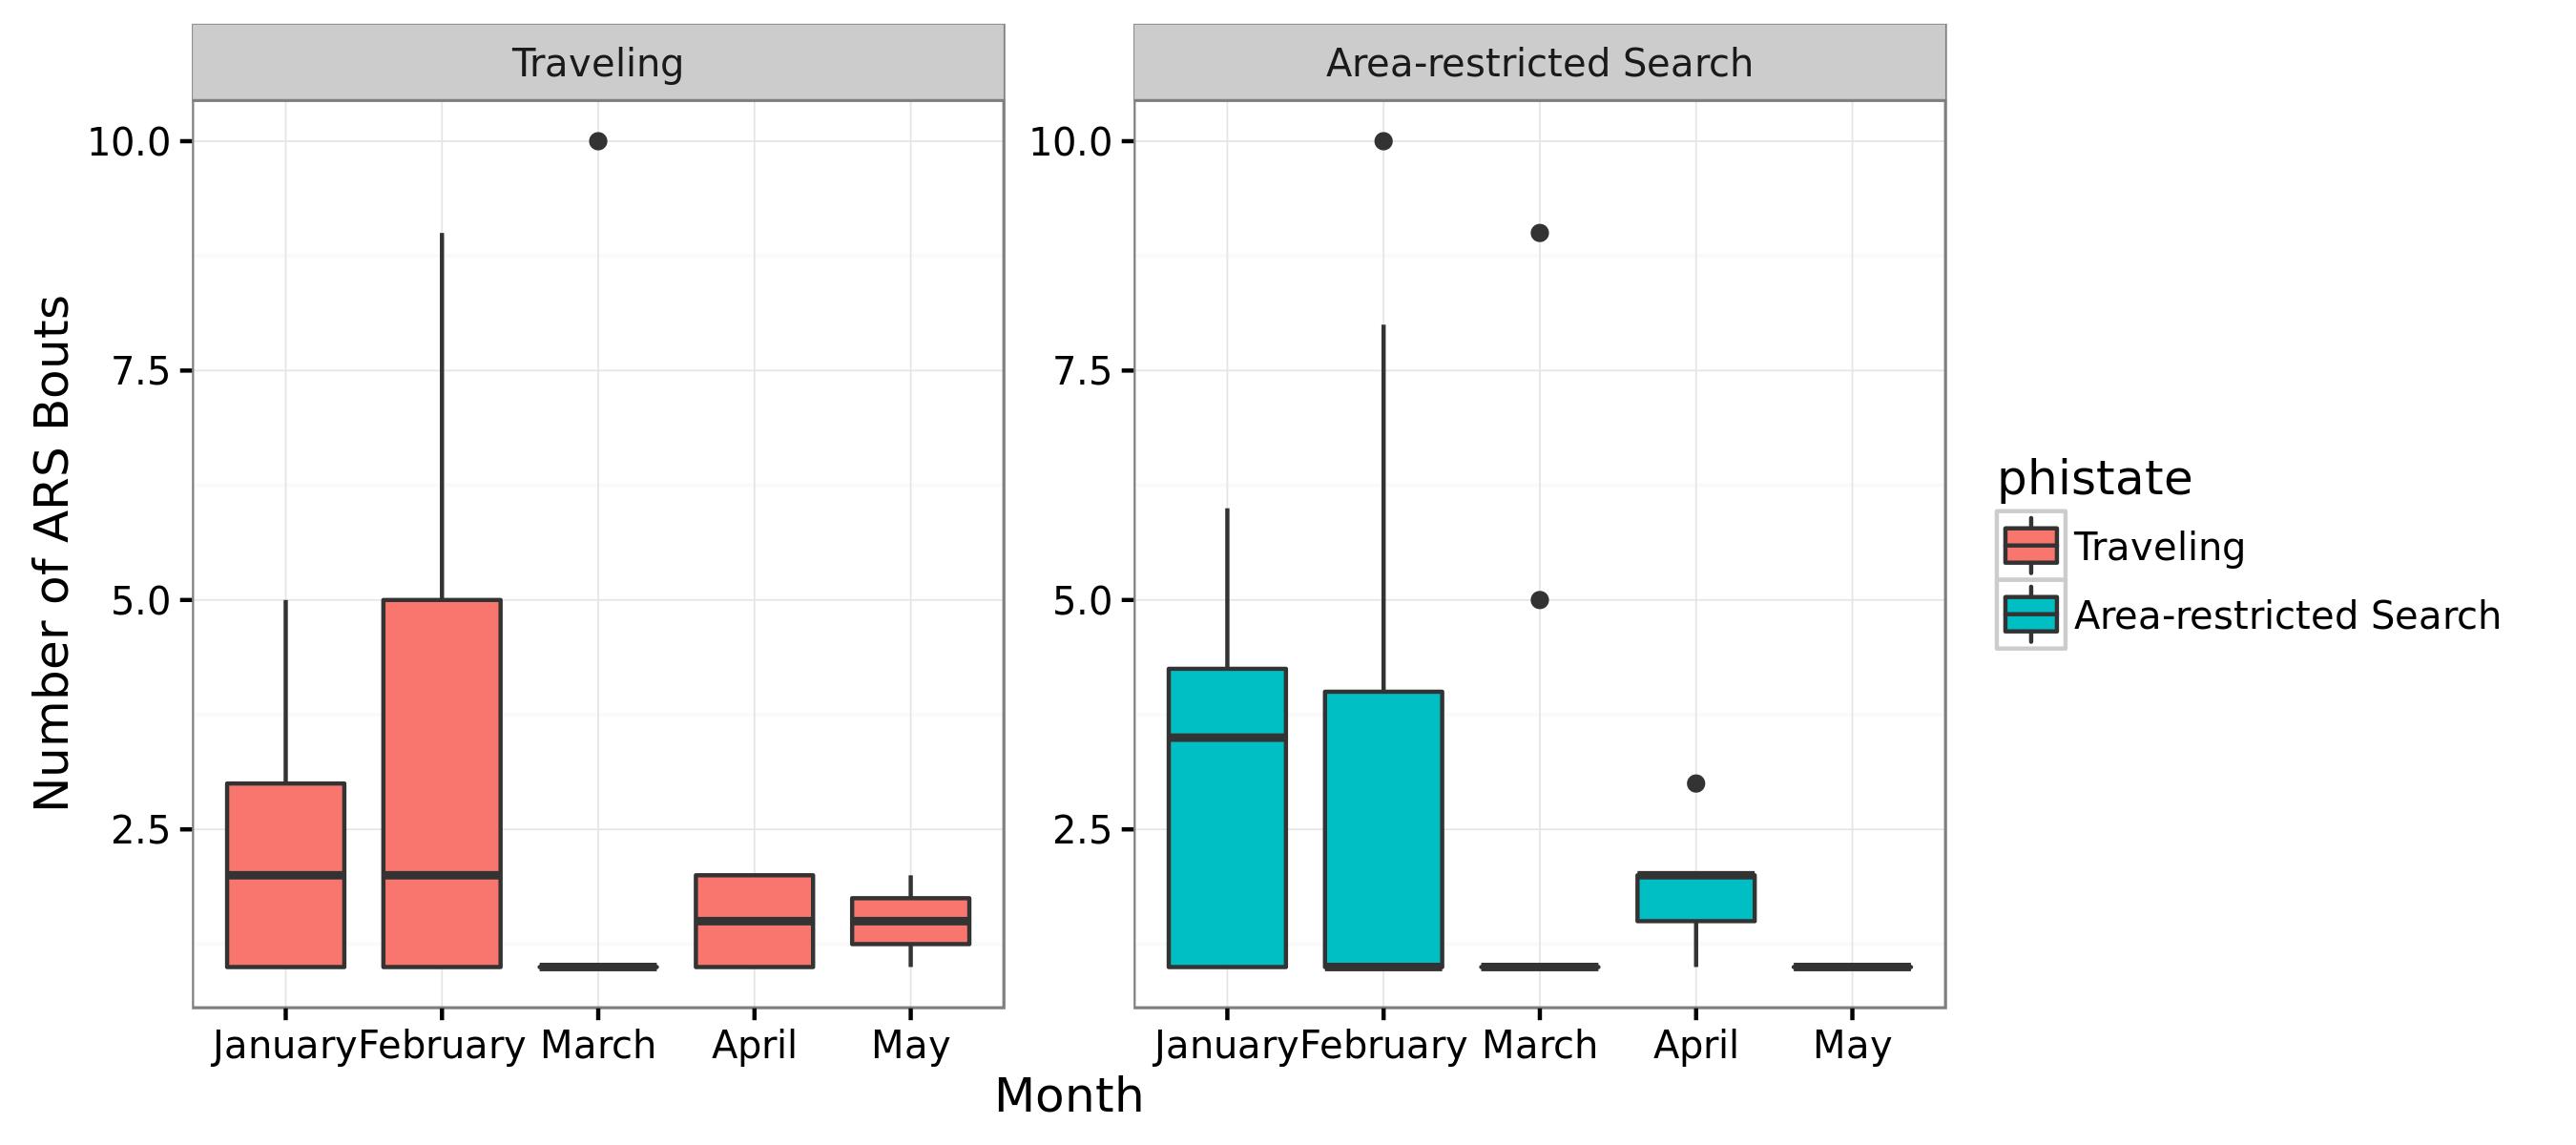 Traveling
Area-restricted Search
Number of ARS Bouts
10.0
7.5
5.0
2.5
10.0
7.5
5.0
2.5
January February March April May
January February March April May
Month
phistate
Traveling
Area-restricted Search